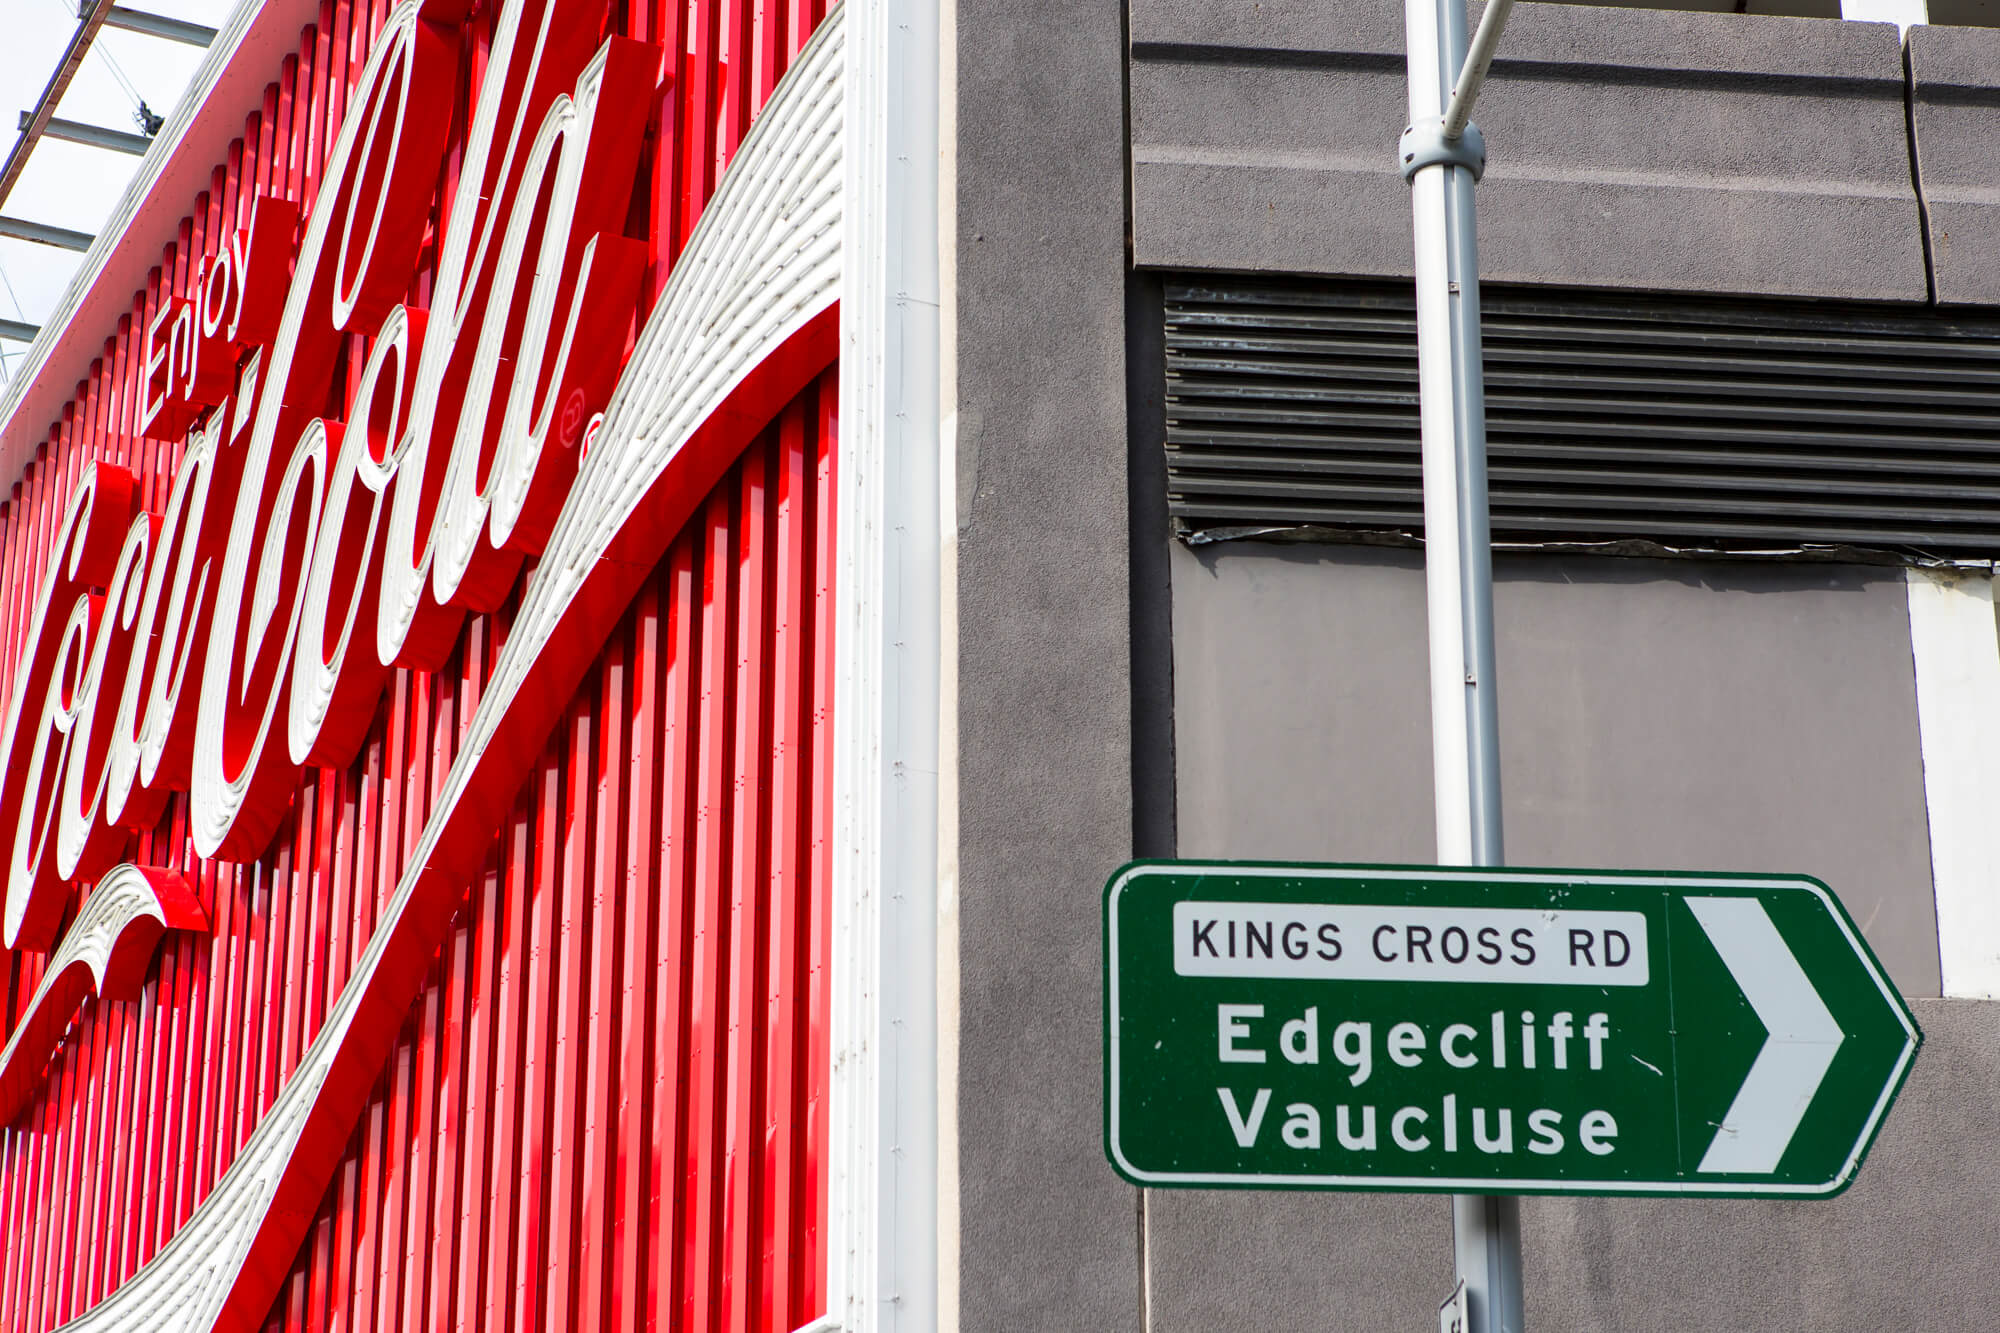 Enjoy
Coca-Cola®
KINGS CROSS RD
Edgecliff
Vaucluse